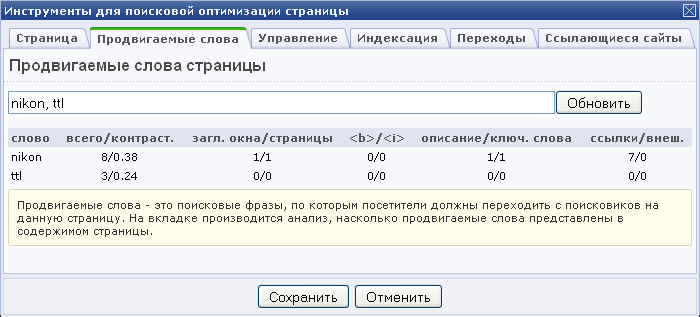 Инструменты для поисковой оптимизации страницы
Страница Продвигаемые слова Управление Индексация Переходы Ссылающиеся сайты
Продвигаемые слова страницы
nikon, ttl Обновить
слово всего/контраст. загл. окна/страницы <b>/<i> описание/ключ. слова ссылки/внеш.
nikon 8/0.38 1/1 0/0 1/1 7/0
ttl 3/0.24 0/0 0/0 0/0 0/0
Продвигаемые слова - это поисковые фразы, по которым посетители должны переходить с поисковиков на
данную страницу. На вкладке производится анализ, насколько продвигаемые слова представлены в
содержимом страницы.
Сохранить Отменить